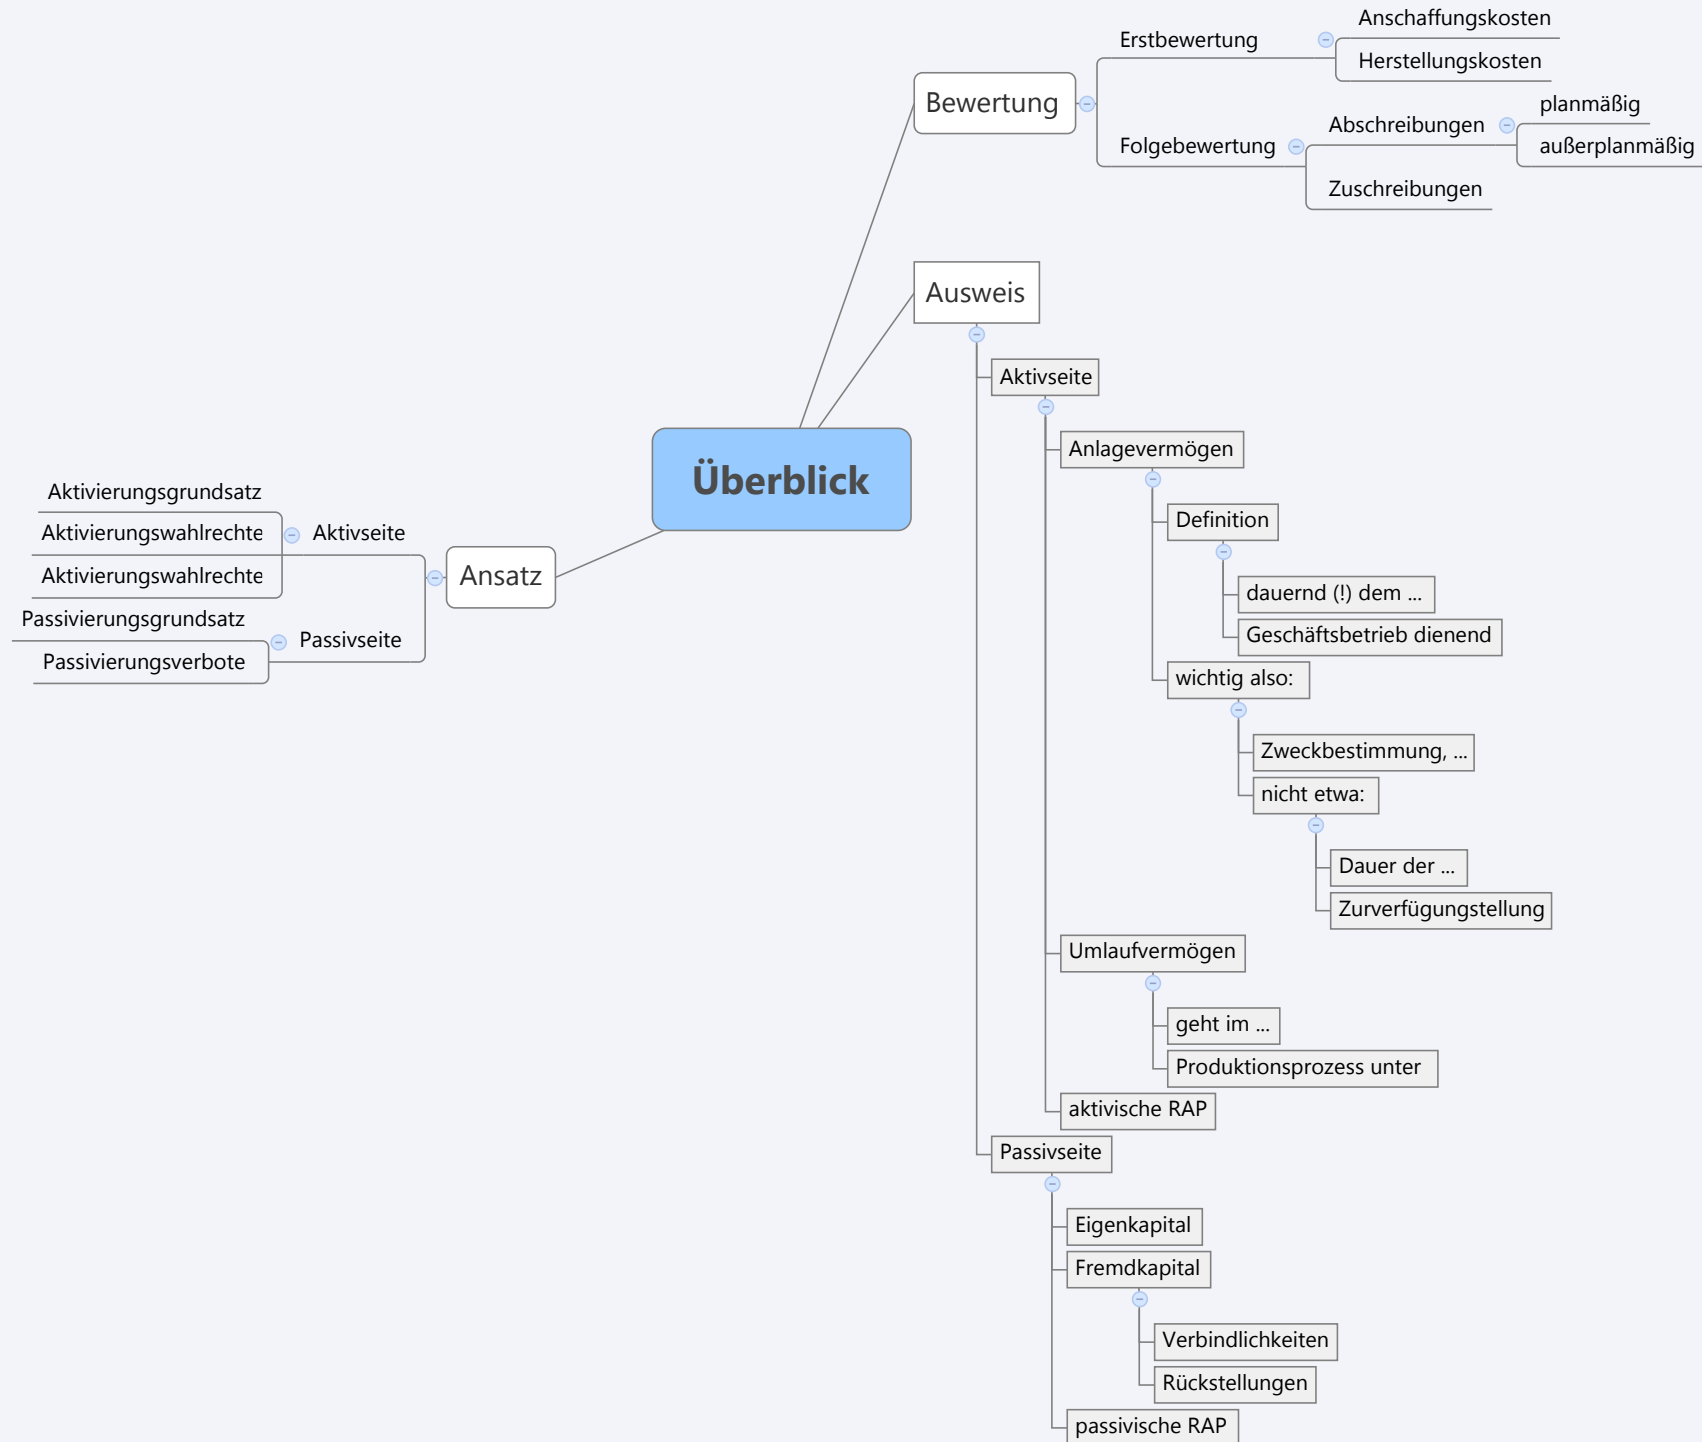 Anschaffungskosten
Erstbewertung
Herstellungskosten
Bewertung
planmäßig
Abschreibungen
Folgebewertung
außerplanmäßig
Zuschreibungen
Ausweis
Aktivseite
Anlagevermögen
Definition
dauernd (!) dem ...
Geschäftsbetrieb dienend
wichtig also:
Zweckbestimmung, ...
nicht etwa:
Dauer der ...
Zurverfügungstellung
Umlaufvermögen
geht im ...
Produktionsprozess unter
aktivische RAP
Passivseite
Eigenkapital
Fremdkapital
Verbindlichkeiten
Rückstellungen
passivische RAP
Überblick
Ansatz
Aktivseite
Aktivierungsgrundsatz
Aktivierungswahlrechte
Aktivierungswahlrechte
Passivseite
Passivierungsgrundsatz
Passivierungsverbote